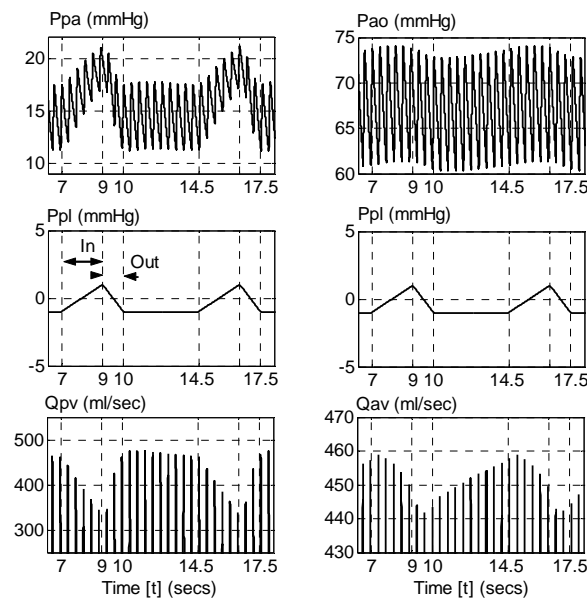 Ppa (mmHg)
20
15
10
7 9 10 14.5 17.5
Ppl (mmHg)
5
In
Out
0
-5
7 9 10 14.5 17.5
Qpv (ml/sec)
500
400
300
7 9 10 14.5 17.5
Time [t] (secs)
Pao (mmHg)
75
70
65
60
7 9 10 14.5 17.5
Ppl (mmHg)
5
0
-5
7 9 10 14.5 17.5
Qav (ml/sec)
470
460
450
440
430
7 9 10 14.5 17.5
Time [t] (secs)